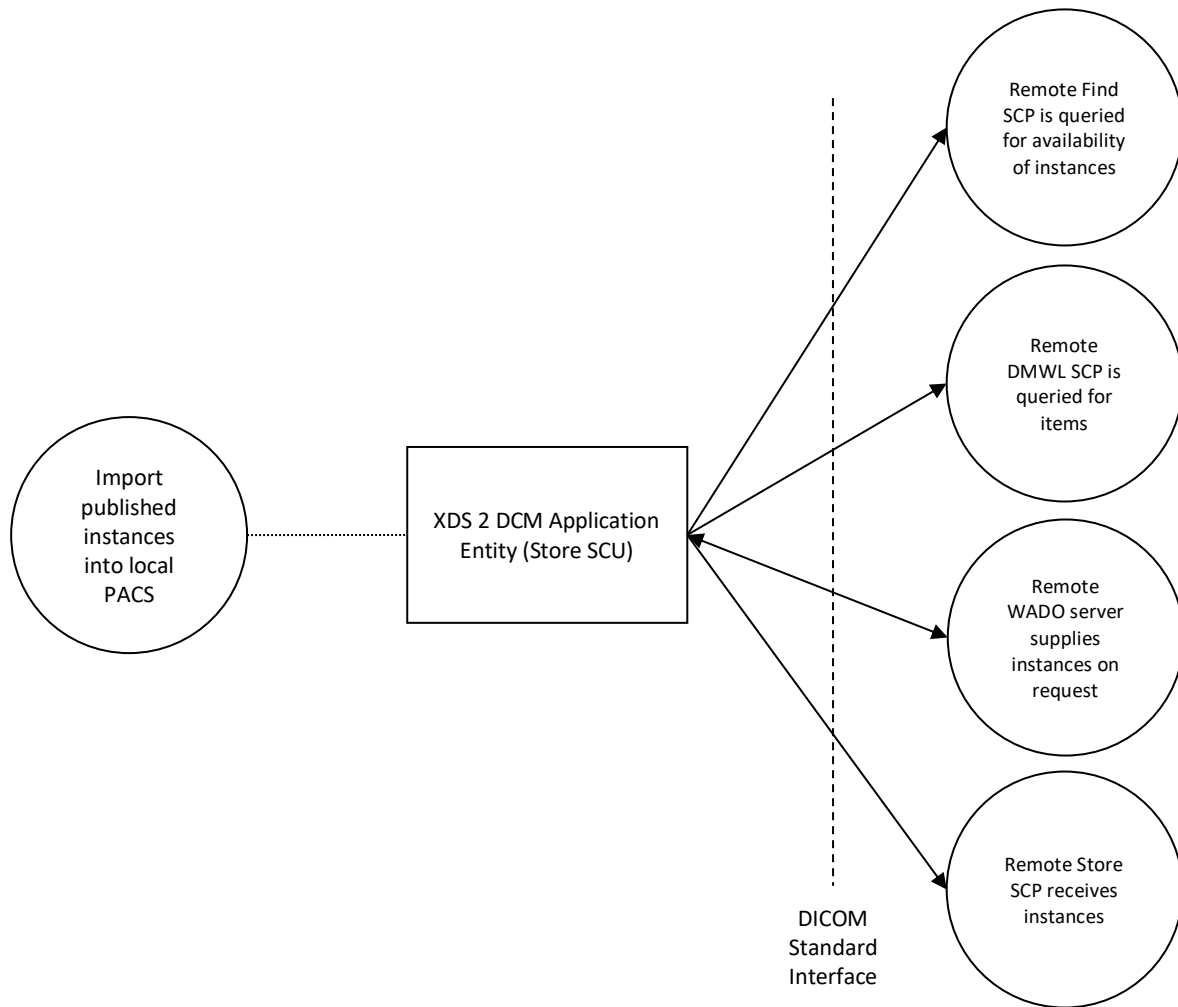 Import
published
instances
into local
PACS
XDS 2 DCM Application
Entity (Store SCU)
Remote Find
SCP is queried
for availability
of instances
Remote
DMWL SCP is
queried for
items
Remote
WADO server
supplies
instances on
request
Remote Store
SCP receives
instances
DICOM
Standard
Interface